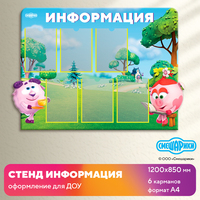 ИНФОРМАЦИЯ
СМЕШАРИКИ
© ООО «Смешарики»
СТЕНД ИНФОРМАЦИЯ
оформление для ДОУ
1200х850 мм
6 карманов
формат А4